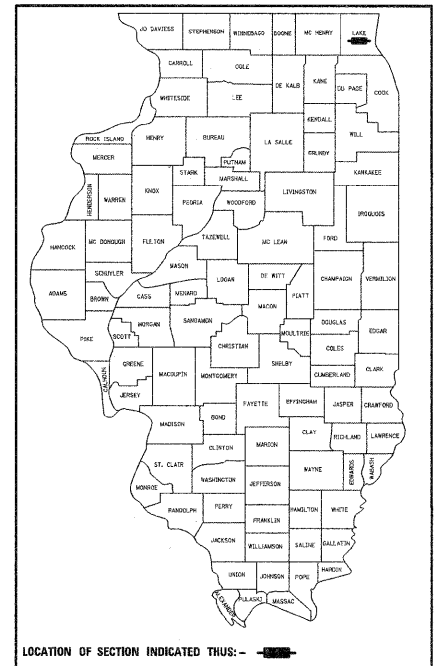 JO DAVIESS STEPHENSON WINNEBAGO BOONE MC HENRY LAKE
CARROLL OGLE DE KALB KANE COOK
DU PAGE
WHITESIDE LEE
KENDALL WILL
ROCK ISLAND HENRY BUREAU LA SALLE GRUNDY
MERCER PUTNAM KANKAKEE
STARK MARSHALL
HENDERSON WARREN KNOX PEORIA WOODFORD LIVINGSTON IROQUOIS
HANCOCK MC DONOUGH FULTON TAZEWELL MC LEAN FORD
MASON
SCHUYLER LOGAN DE WITT CHAMPAIGN VERMILION
ADAMS BROWN CASS MENARD MACON PIATT
MORGAN SANGAMON DOUGLAS EDGAR
PIKE SCOTT CHRISTIAN MOULTRIE COLES
GREENE MACOUPIN MONTGOMERY SHELBY CUMBERLAND CLARK
CALHOUN JERSEY FAYETTE EFFINGHAM JASPER CRAWFORD
MADISON BOND CLAY
CLINTON MARION RICHLAND LAWRENCE
ST. CLAIR WASHINGTON WAYNE EDWARDS WABASH
MONROE JEFFERSON
RANDOLPH PERRY HAMILTON WHITE
FRANKLIN
JACKSON WILLIAMSON SALINE GALLATIN
UNION JOHNSON POPE HARDIN
ALEXANDER PULASKI MASSAC
LOCATION OF SECTION INDICATED THUS:-